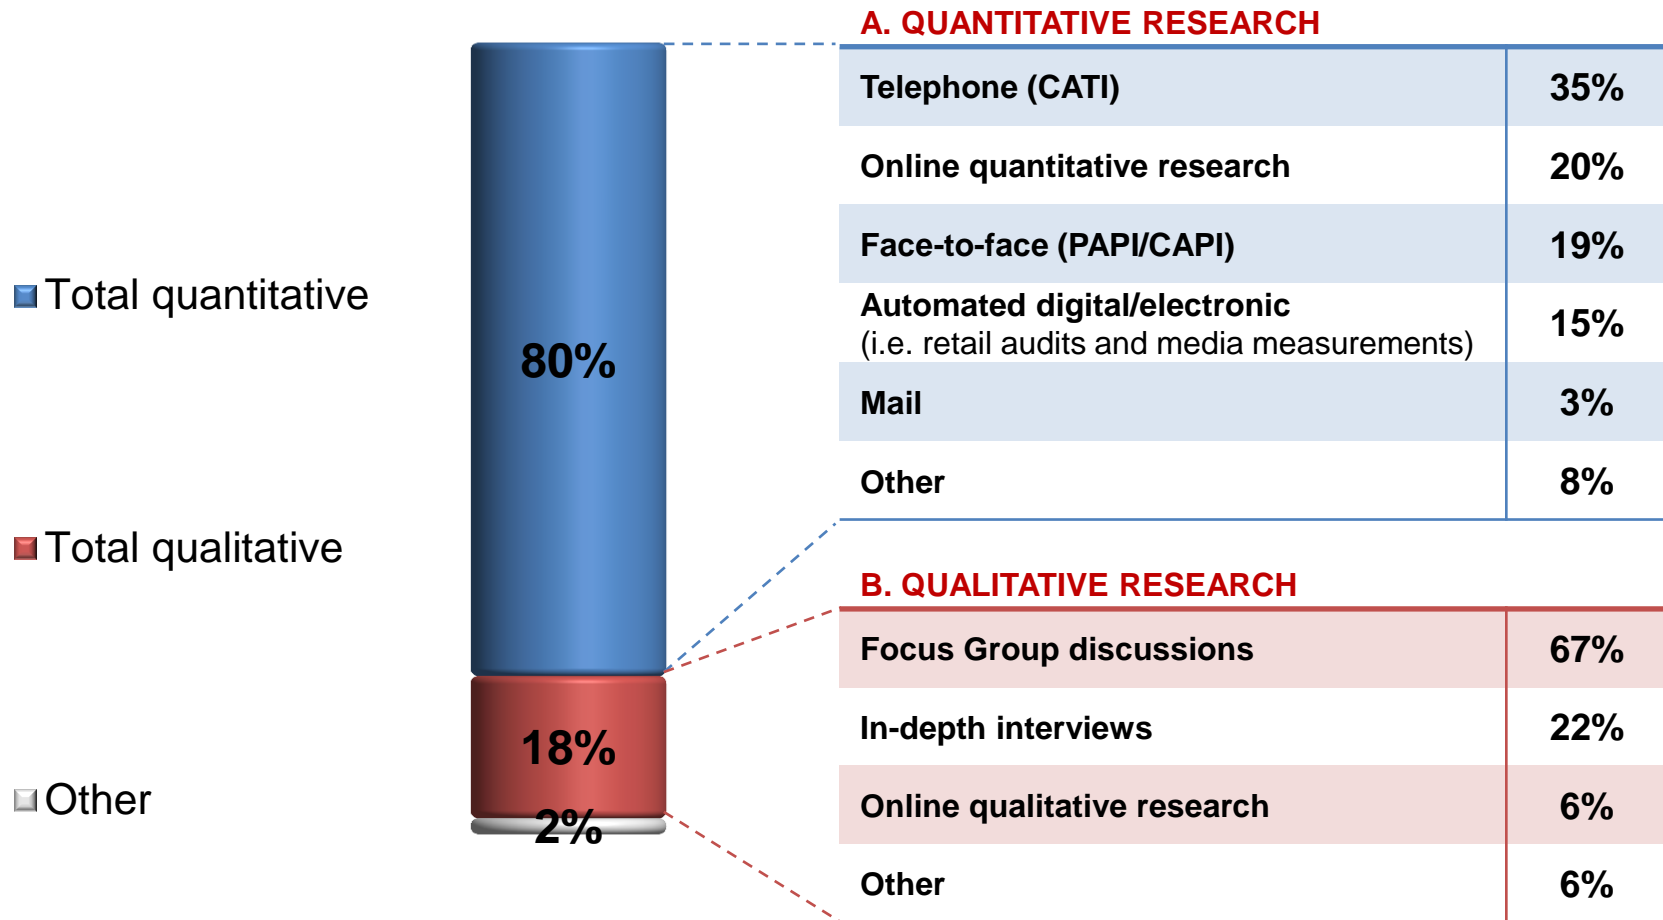 Total quantitative
Total qualitative
Other
80%
18%
2%
A. QUANTITATIVE RESEARCH
Telephone (CATI) 35%
Online quantitative research 20%
Face-to-face (PAPI/CAPI) 19%
Automated digital/electronic
(i.e. retail audits and media measurements) 15%
Mail 3%
Other 8%
B. QUALITATIVE RESEARCH
Focus Group discussions 67%
In-depth interviews 22%
Online qualitative research 6%
Other 6%